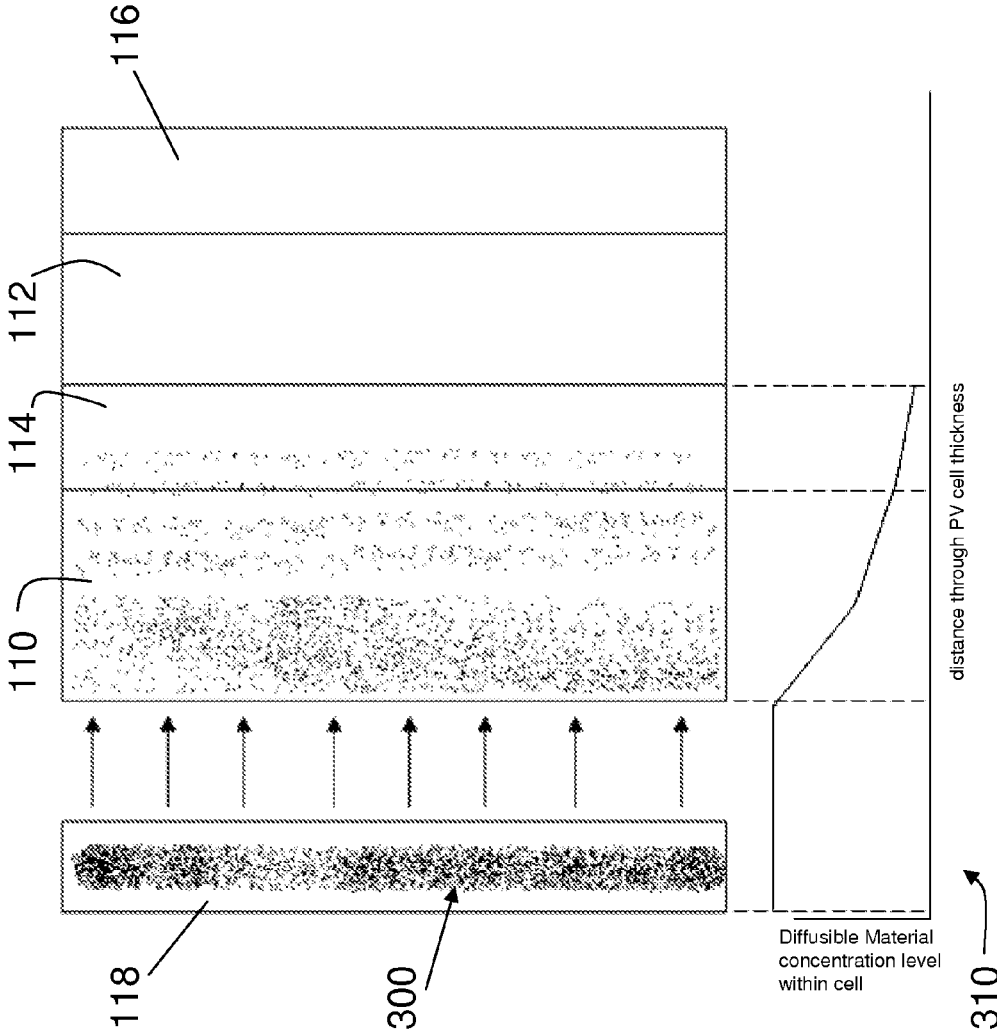 116
112
114
110
118
300
Diffusible Material
concentration level
within cell
distance through PV cell thickness
310